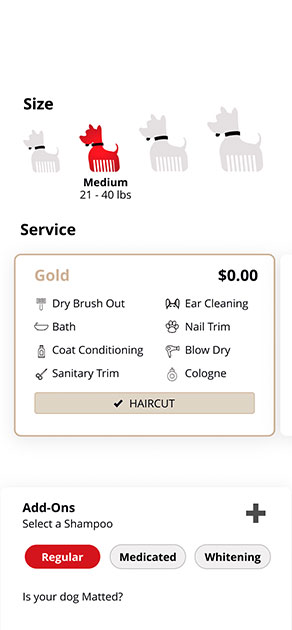 Size
Medium
21 - 40 lbs
Service
Gold $0.00
Dry Brush Out Ear Cleaning
Bath Nail Trim
Coat Conditioning Blow Dry
Sanitary Trim Cologne
✔ HAIRCUT
Add-Ons
Select a Shampoo
Regular Medicated Whitening
Is your dog Matted?